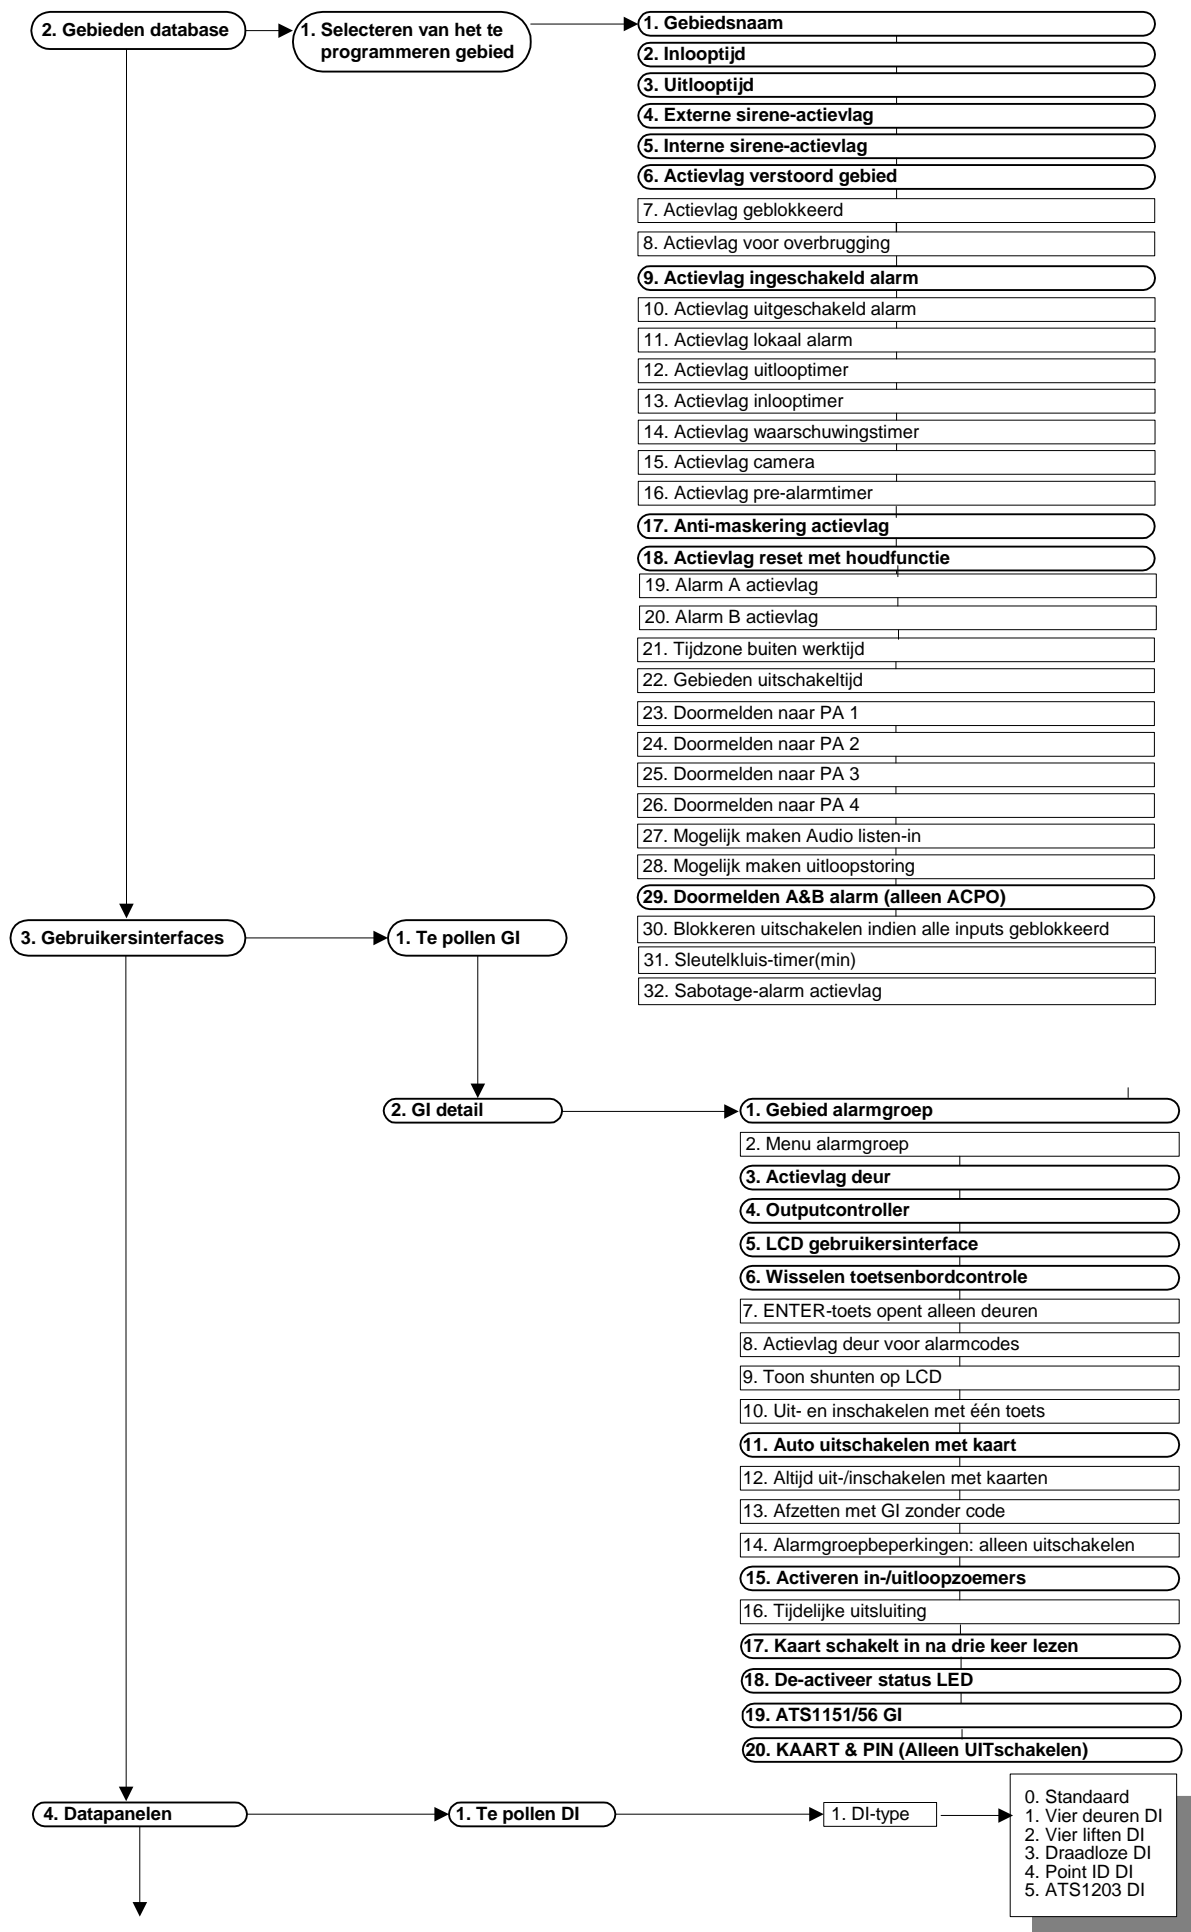 2. Gebieden database
1. Selecteren van het te
programmeren gebied
1. Gebiedsnaam
2. Inlooptijd
3. Uitlooptijd
4. Externe sirene-actievlag
5. Interne sirene-actievlag
6. Actievlag verstoord gebied
7. Actievlag geblokkeerd
8. Actievlag voor overbrugging
9. Actievlag ingeschakeld alarm
10. Actievlag uitgeschakeld alarm
11. Actievlag lokaal alarm
12. Actievlag uitlooptimer
13. Actievlag inlooptimer
14. Actievlag waarschuwingstimer
15. Actievlag camera
16. Actievlag pre-alarmtimer
17. Anti-maskering actievlag
18. Actievlag reset met houdfunctie
19. Alarm A actievlag
20. Alarm B actievlag
21. Tijdzone buiten werktijd
22. Gebieden uitschakeltijd
23. Doormelden naar PA 1
24. Doormelden naar PA 2
25. Doormelden naar PA 3
26. Doormelden naar PA 4
27. Mogelijk maken Audio listen-in
28. Mogelijk maken uitloopstoring
29. Doormelden A&B alarm (alleen ACPO)
30. Blokkeren uitschakelen indien alle inputs geblokkeerd
31. Sleutelkluis-timer(min)
32. Sabotage-alarm actievlag
3. Gebruikersinterfaces
1. Te pollen GI
2. GI detail
1. Gebied alarmgroep
2. Menu alarmgroep
3. Actievlag deur
4. Outputcontroller
5. LCD gebruikersinterface
6. Wisselen toetsenbordcontrole
7. ENTER-toets opent alleen deuren
8. Actievlag deur voor alarmcodes
9. Toon shunten op LCD
10. Uit- en inschakelen met één toets
11. Auto uitschakelen met kaart
12. Altijd uit-/inschakelen met kaarten
13. Afzetten met GI zonder code
14. Alarmgroepbeperkingen: alleen uitschakelen
15. Activeren in-/uitloopzoemers
16. Tijdelijke uitsluiting
17. Kaart schakelt in na drie keer lezen
18. De-activeer status LED
19. ATS1151/56 GI
20. KAART & PIN (Alleen UITschakelen)
4. Datapanelen
1. Te pollen DI
1. DI-type
0. Standaard
1. Vier deuren DI
2. Vier liften DI
3. Draadloze DI
4. Point ID DI
5. ATS1203 DI